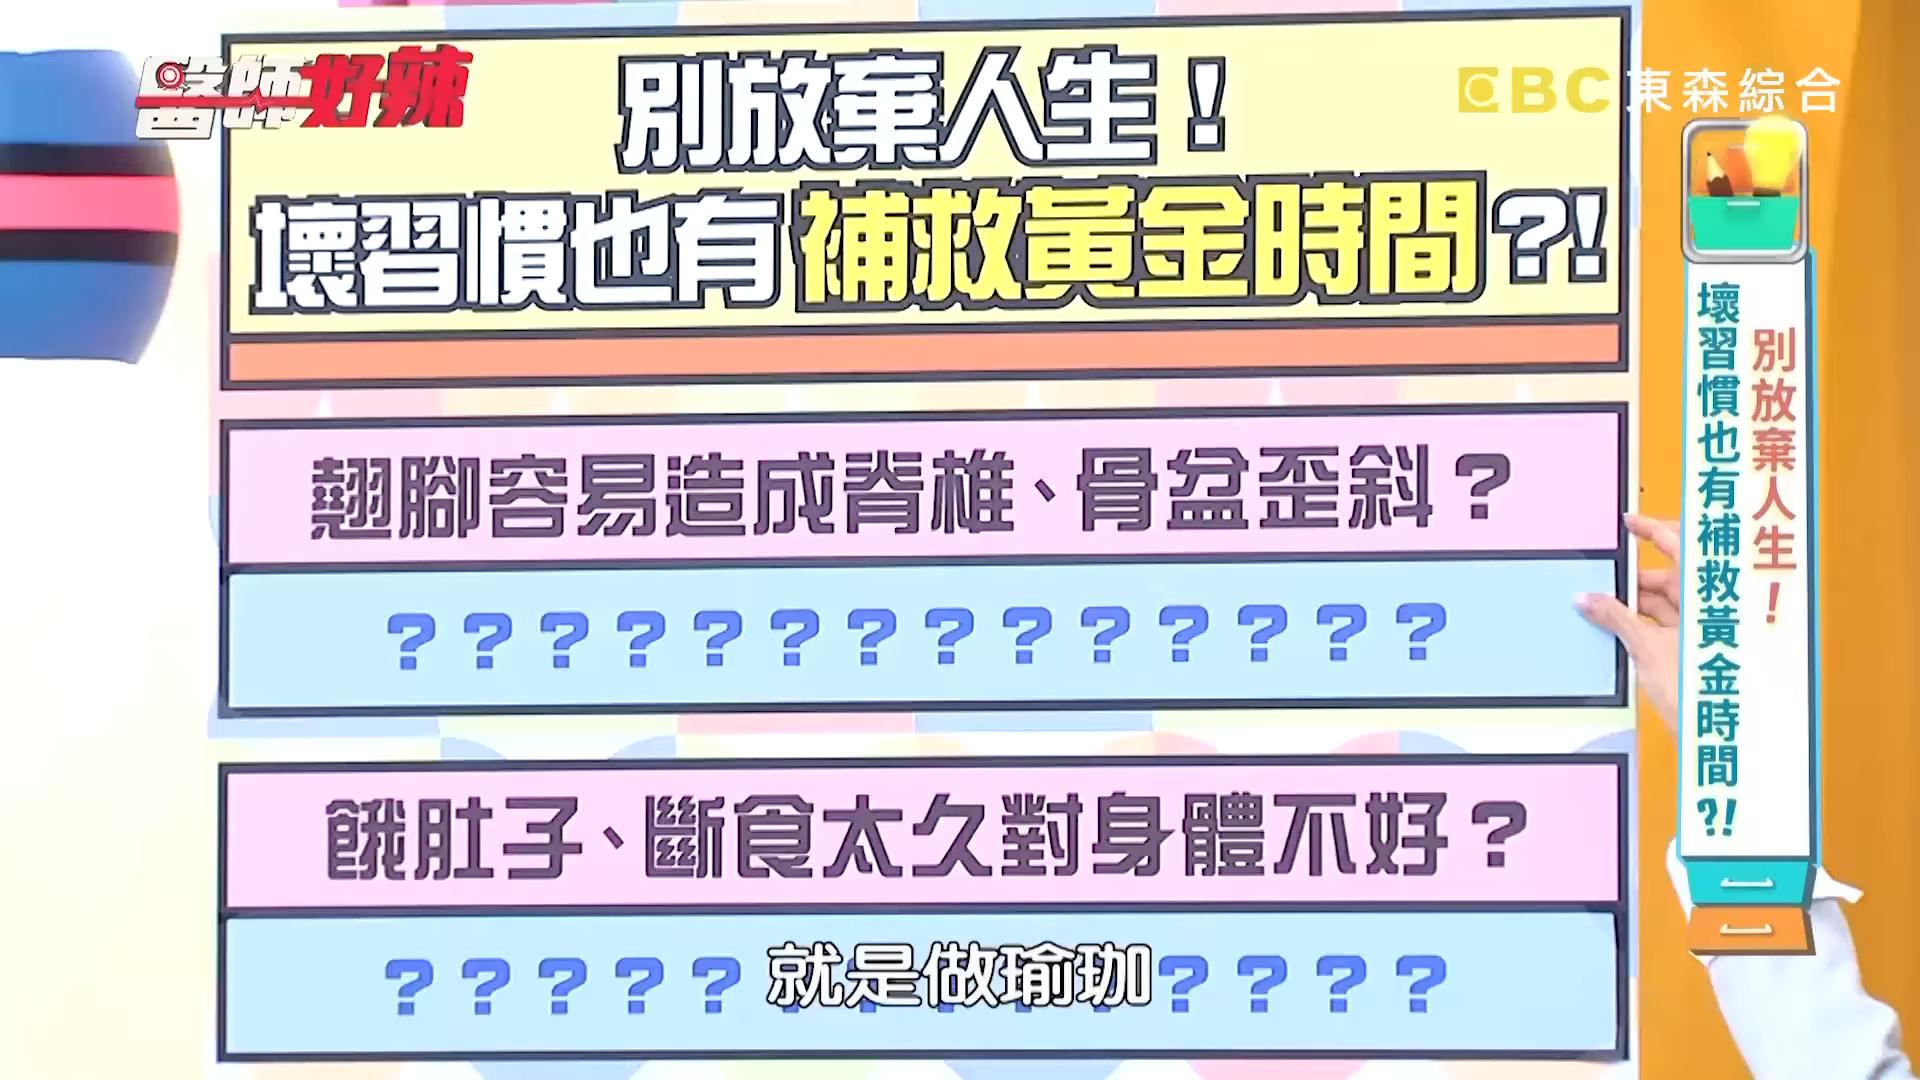 醫師好辣
EBC 東森綜合
別放棄人生！
壞習慣也有補救黃金時間?!
翹腳容易造成脊椎、骨盆歪斜？
？？？？？？？？？？？？？？
餓肚子、斷食太久對身體不好？
？？？？？ ？？？？
就是做瑜珈
別放棄人生！
壞習慣也有補救黃金時間?!